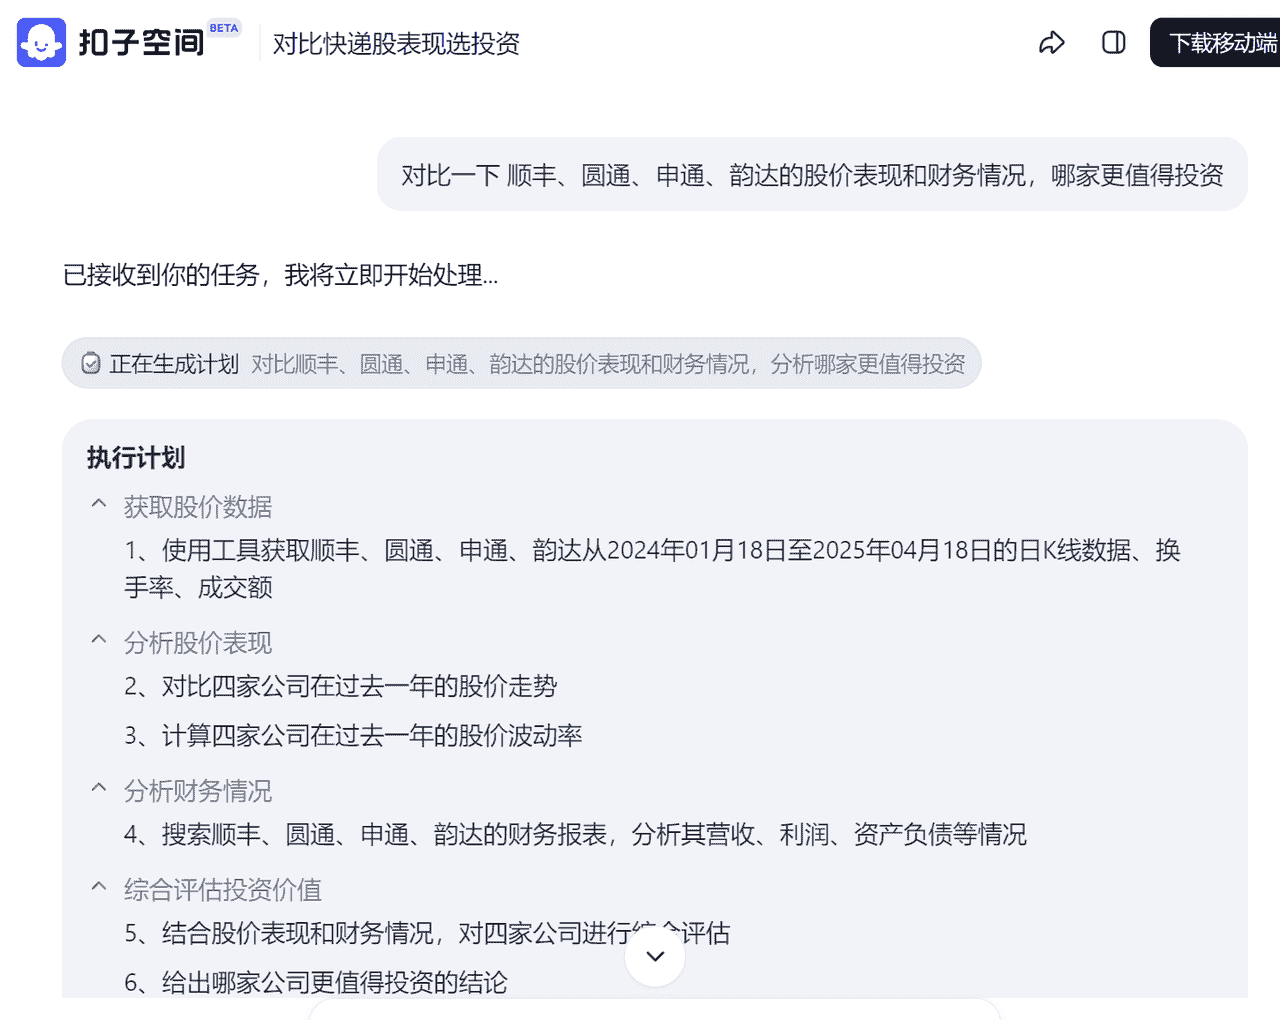 扣子空间 BETA 对比快递股表现选投资 下载移动端
对比一下 顺丰、圆通、申通、韵达的股价表现和财务情况，哪家更值得投资
已接收到你的任务，我将立即开始处理...
正在生成计划 对比顺丰、圆通、申通、韵达的股价表现和财务情况，分析哪家更值得投资
执行计划
获取股价数据
1、使用工具获取顺丰、圆通、申通、韵达从2024年01月18日至2025年04月18日的日K线数据、换
手率、成交额
分析股价表现
2、对比四家公司在过去一年的股价走势
3、计算四家公司在过去一年的股价波动率
分析财务情况
4、搜索顺丰、圆通、申通、韵达的财务报表，分析其营收、利润、资产负债等情况
综合评估投资价值
5、结合股价表现和财务情况，对四家公司进行综合评估
6、给出哪家公司更值得投资的结论